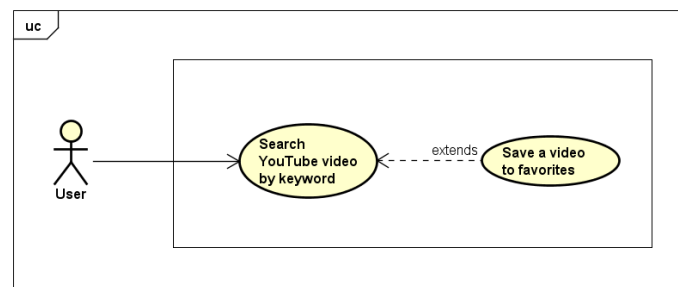 uc
User
Search
YouTube video
by keyword
extends
Save a video
to favorites